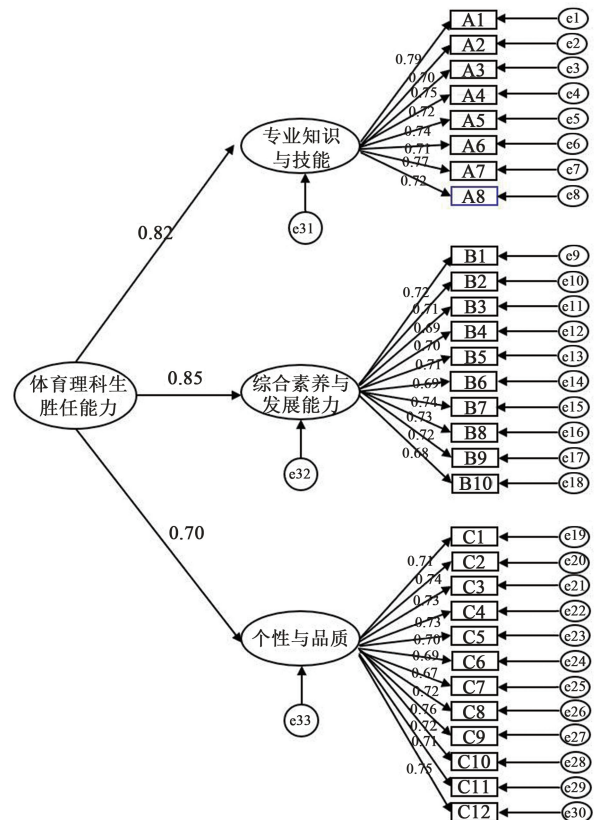 A1
e1
0.79
A2
e2
0.70
A3
e3
0.75
A4
e4
0.72
A5
e5
0.74
A6
e6
0.71
A7
e7
0.77
A8
e8
0.72
专业知识
与技能
e31
0.82
B1
e9
0.72
B2
e10
0.71
B3
e11
0.69
B4
e12
0.70
B5
e13
0.71
B6
e14
0.69
B7
e15
0.74
B8
e16
0.73
B9
e17
0.72
B10
e18
0.68
体育理科生
胜任能力
0.85
综合素养与
发展能力
e32
0.70
C1
e19
0.71
C2
e20
0.74
C3
e21
0.73
C4
e22
0.73
C5
e23
0.70
C6
e24
0.69
C7
e25
0.67
C8
e26
0.72
C9
e27
0.76
C10
e28
0.72
C11
e29
0.71
C12
e30
0.75
个性与品质
e33